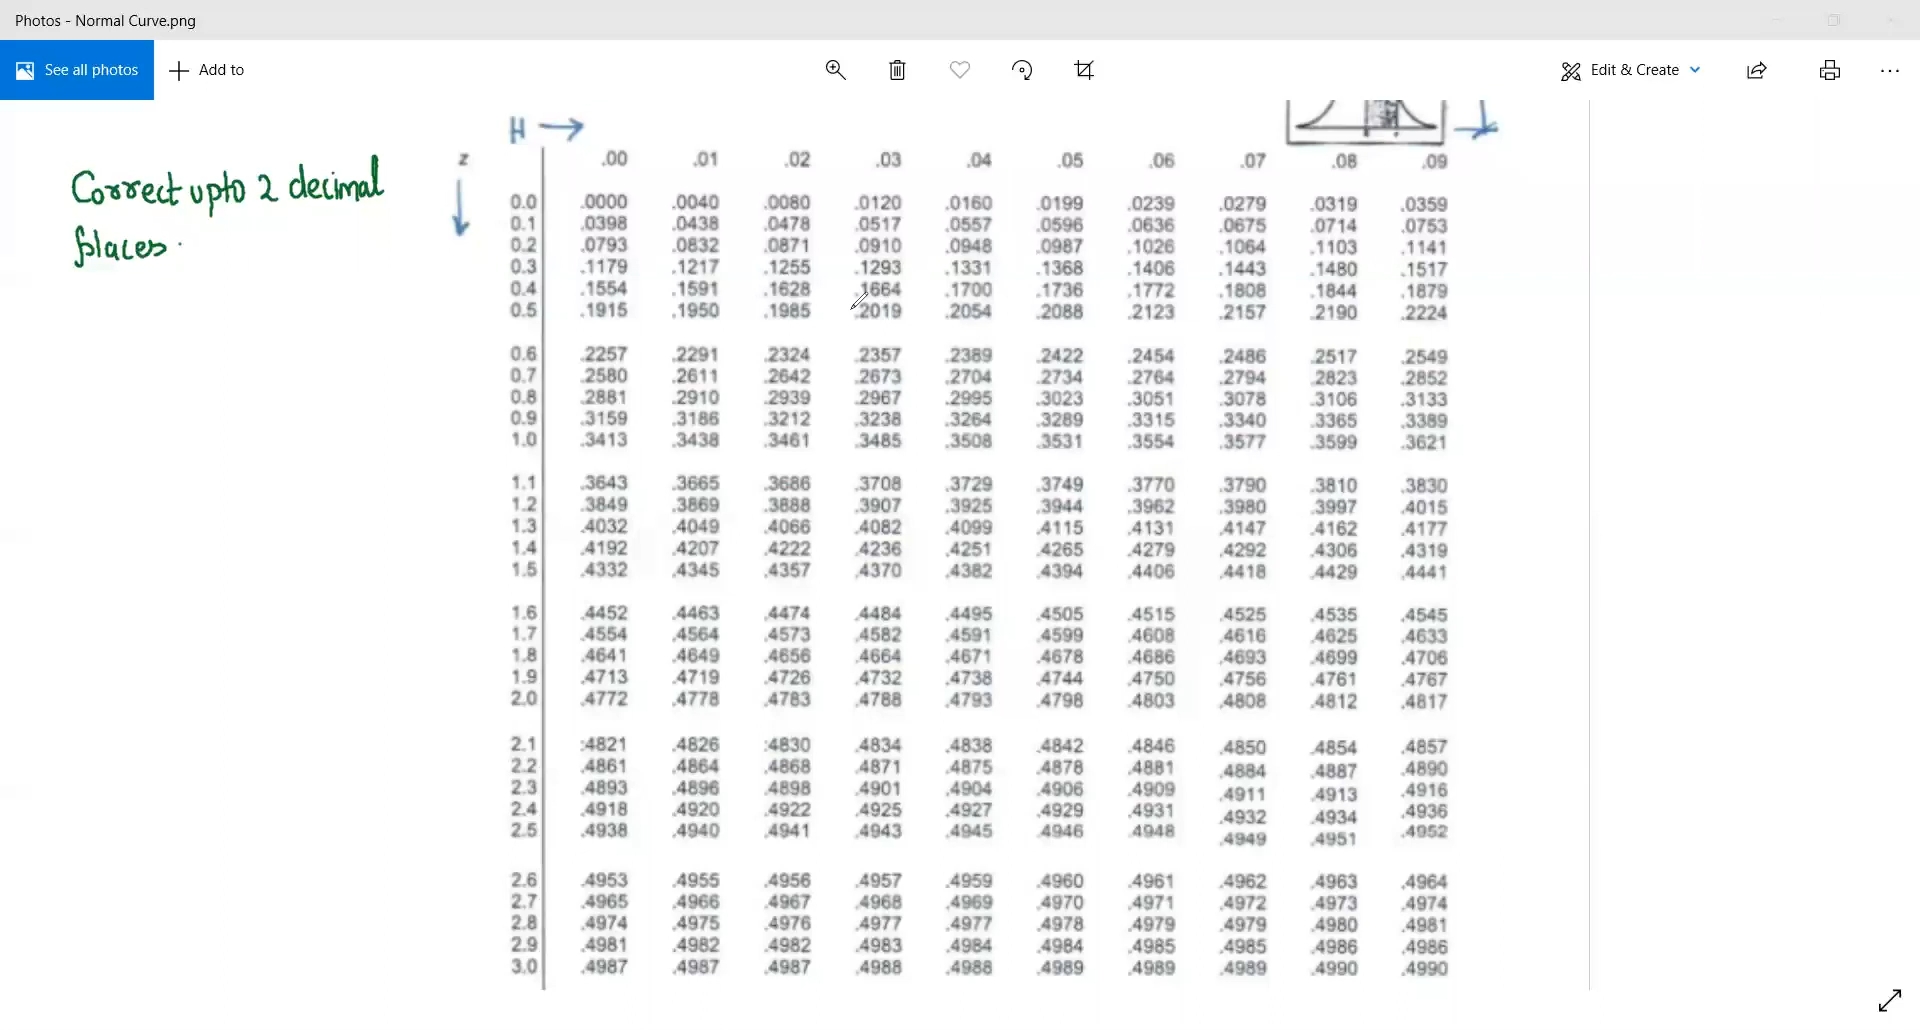 Photos - Normal Curve.png
See all photos
Add to
Edit & Create
H
Correct upto 2 decimal
places
z .00 .01 .02 .03 .04 .05 .06 .07 .08 .09
0.0 .0000 .0040 .0080 .0120 .0160 .0199 .0239 .0279 .0319 .0359
0.1 .0398 .0438 .0478 .0517 .0557 .0596 .0636 .0675 .0714 .0753
0.2 .0793 .0832 .0871 .0910 .0948 .0987 .1026 .1064 .1103 .1141
0.3 .1179 .1217 .1255 .1293 .1331 .1368 .1406 .1443 .1480 .1517
0.4 .1554 .1591 .1628 .1664 .1700 .1736 .1772 .1808 .1844 .1879
0.5 .1915 .1950 .1985 .2019 .2054 .2088 .2123 .2157 .2190 .2224
0.6 .2257 .2291 .2324 .2357 .2389 .2422 .2454 .2486 .2517 .2549
0.7 .2580 .2611 .2642 .2673 .2704 .2734 .2764 .2794 .2823 .2852
0.8 .2881 .2910 .2939 .2967 .2995 .3023 .3051 .3078 .3106 .3133
0.9 .3159 .3186 .3212 .3238 .3264 .3289 .3315 .3340 .3365 .3389
1.0 .3413 .3438 .3461 .3485 .3508 .3531 .3554 .3577 .3599 .3621
1.1 .3643 .3665 .3686 .3708 .3729 .3749 .3770 .3790 .3810 .3830
1.2 .3849 .3869 .3888 .3907 .3925 .3944 .3962 .3980 .3997 .4015
1.3 .4032 .4049 .4066 .4082 .4099 .4115 .4131 .4147 .4162 .4177
1.4 .4192 .4207 .4222 .4236 .4251 .4265 .4279 .4292 .4306 .4319
1.5 .4332 .4345 .4357 .4370 .4382 .4394 .4406 .4418 .4429 .4441
1.6 .4452 .4463 .4474 .4484 .4495 .4505 .4515 .4525 .4535 .4545
1.7 .4554 .4564 .4573 .4582 .4591 .4599 .4608 .4616 .4625 .4633
1.8 .4641 .4649 .4656 .4664 .4671 .4678 .4686 .4693 .4699 .4706
1.9 .4713 .4719 .4726 .4732 .4738 .4744 .4750 .4756 .4761 .4767
2.0 .4772 .4778 .4783 .4788 .4793 .4798 .4803 .4808 .4812 .4817
2.1 :4821 .4826 :4830 .4834 .4838 .4842 .4846 .4850 .4854 .4857
2.2 .4861 .4864 .4868 .4871 .4875 .4878 .4881 .4884 .4887 .4890
2.3 .4893 .4896 .4898 .4901 .4904 .4906 .4909 .4911 .4913 .4916
2.4 .4918 .4920 .4922 .4925 .4927 .4929 .4931 .4932 .4934 .4936
2.5 .4938 .4940 .4941 .4943 .4945 .4946 .4948 .4949 .4951 .4952
2.6 .4953 .4955 .4956 .4957 .4959 .4960 .4961 .4962 .4963 .4964
2.7 .4965 .4966 .4967 .4968 .4969 .4970 .4971 .4972 .4973 .4974
2.8 .4974 .4975 .4976 .4977 .4977 .4978 .4979 .4979 .4980 .4981
2.9 .4981 .4982 .4982 .4983 .4984 .4984 .4985 .4985 .4986 .4986
3.0 .4987 .4987 .4987 .4988 .4988 .4989 .4989 .4989 .4990 .4990